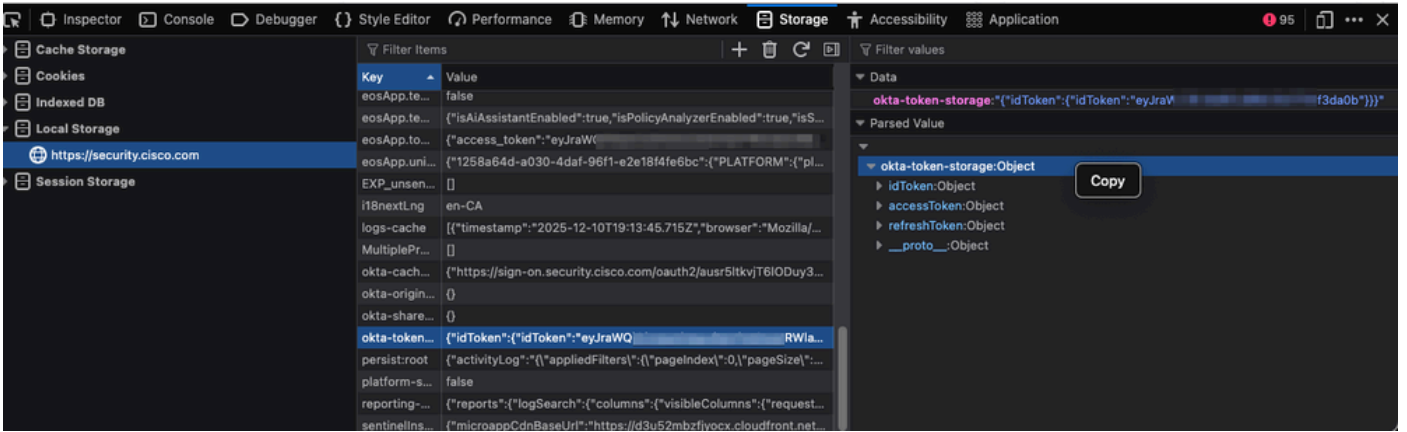 Inspector Console Debugger Style Editor Performance Memory Network Storage Accessibility Application 95
Cache Storage
Cookies
Indexed DB
Local Storage
https://security.cisco.com
Session Storage
Filter Items
Key Value
eosApp.te... false
eosApp.te... {"isAiAssistantEnabled":true,"isPolicyAnalyzerEnabled":true,"isS...
eosApp.to... {"access_token":"eyJraW
eosApp.uni... {"1258a64d-a030-4daf-96f1-e2e18f4fe6bc":{"PLATFORM":{"pl...
EXP_unsen... []
i18nextLng en-CA
logs-cache [{"timestamp":"2025-12-10T19:13:45.715Z","browser":"Mozilla/...
MultiplePr... []
okta-cach... {"https://sign-on.security.cisco.com/oauth2/ausr5ltkvjT6IODuy3...
okta-origin... {}
okta-share... {}
okta-token... {"idToken":{"idToken":"eyJraWQ RWla...
persist:root {"activityLog":"{\"appliedFilters\":{\"pageIndex\":0,\"pageSize\":...
platform-s... false
reporting-... {"reports":{"logSearch":{"columns":{"visibleColumns":{"request...
sentinelIns... {"microappCdnBaseUrl":"https://d3u52mbzfjyocx.cloudfront.net...
Filter values
Data
okta-token-storage:"{"idToken":{"idToken":"eyJraW f3da0b"}}}"
Parsed Value
okta-token-storage:Object
Copy
idToken:Object
accessToken:Object
refreshToken:Object
__proto__:Object